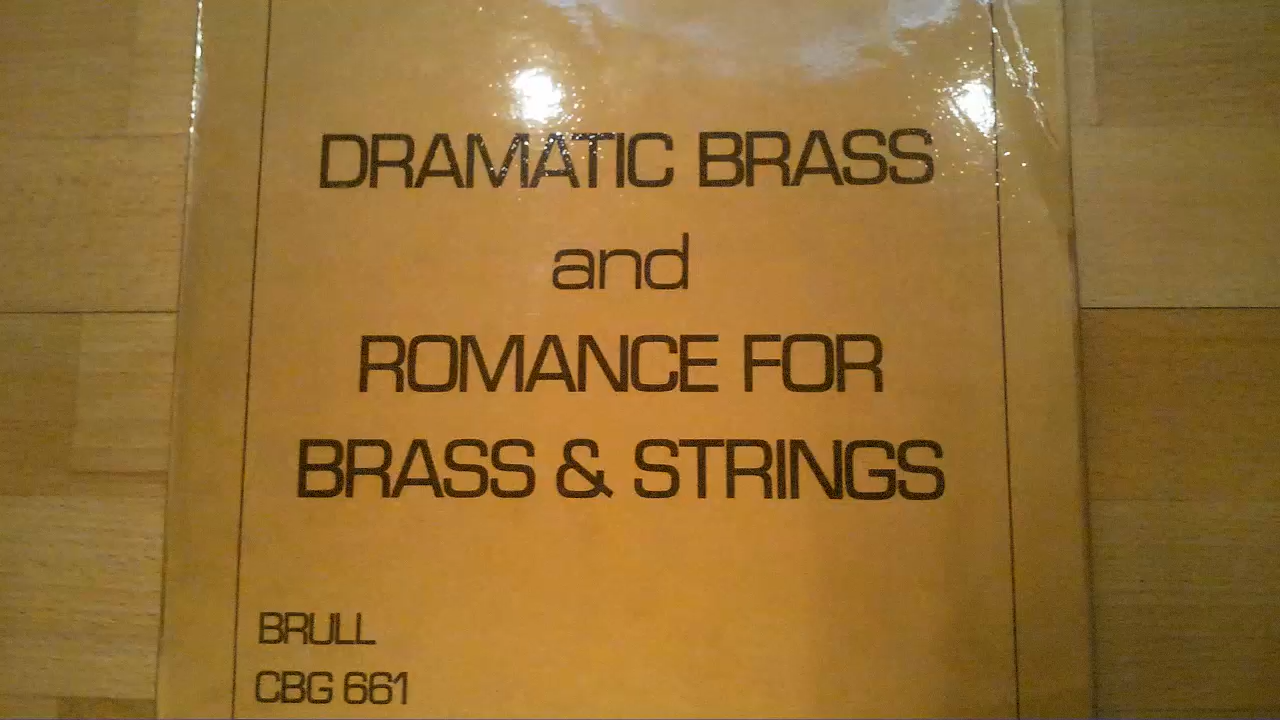 DRAMATIC BRASS
and
ROMANCE FOR
BRASS & STRINGS
BRULL
CBG 661